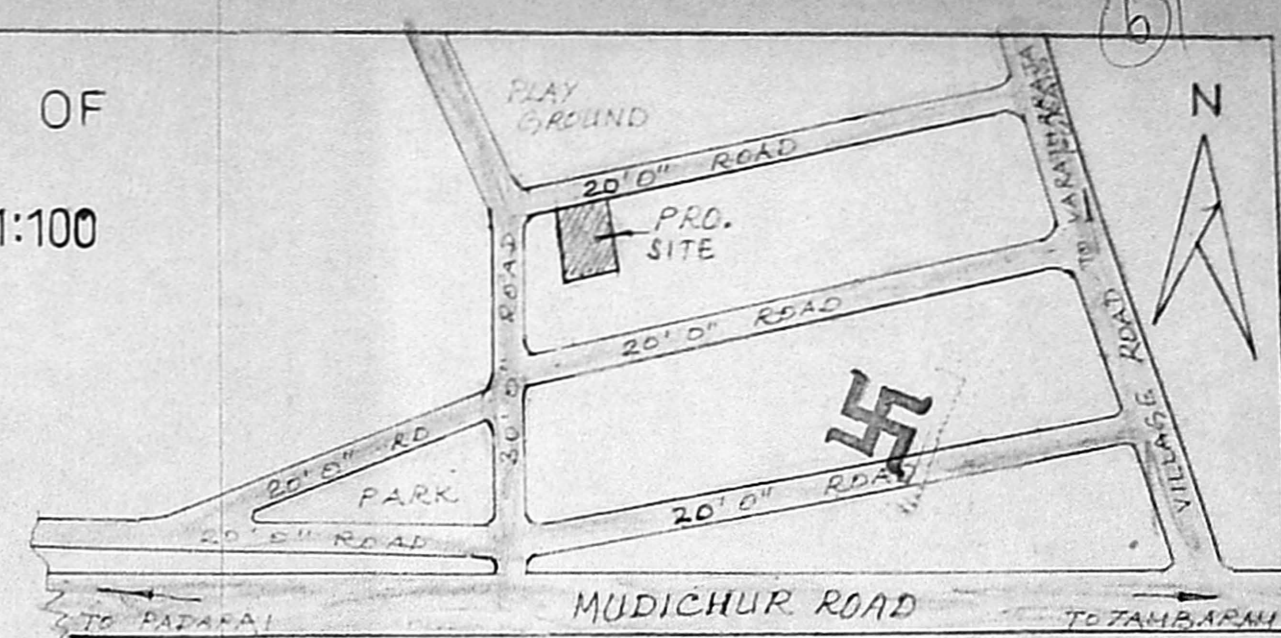 6
OF
1:100
N
PLAY
GROUND
20'0" ROAD
PRO.
SITE
30'0" ROAD
20'0" ROAD
20'0" RD
PARK
20'0" ROAD
20'0" ROAD
VILLAGE ROAD TO
MUDICHUR ROAD
TO PADAPAI
TO TAMBARAM